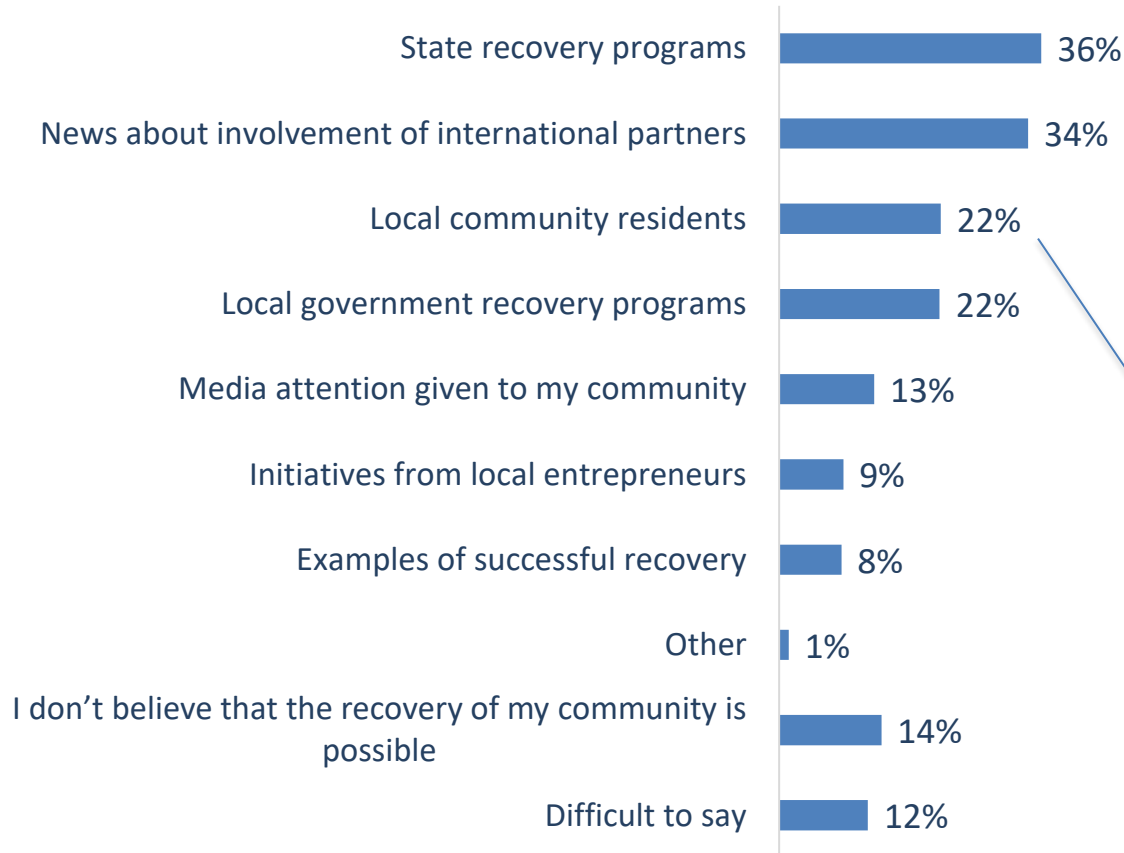 State recovery programs 36%
News about involvement of international partners 34%
Local community residents 22%
Local government recovery programs 22%
Media attention given to my community 13%
Initiatives from local entrepreneurs 9%
Examples of successful recovery 8%
Other 1%
I don’t believe that the recovery of my community is
possible 14%
Difficult to say 12%